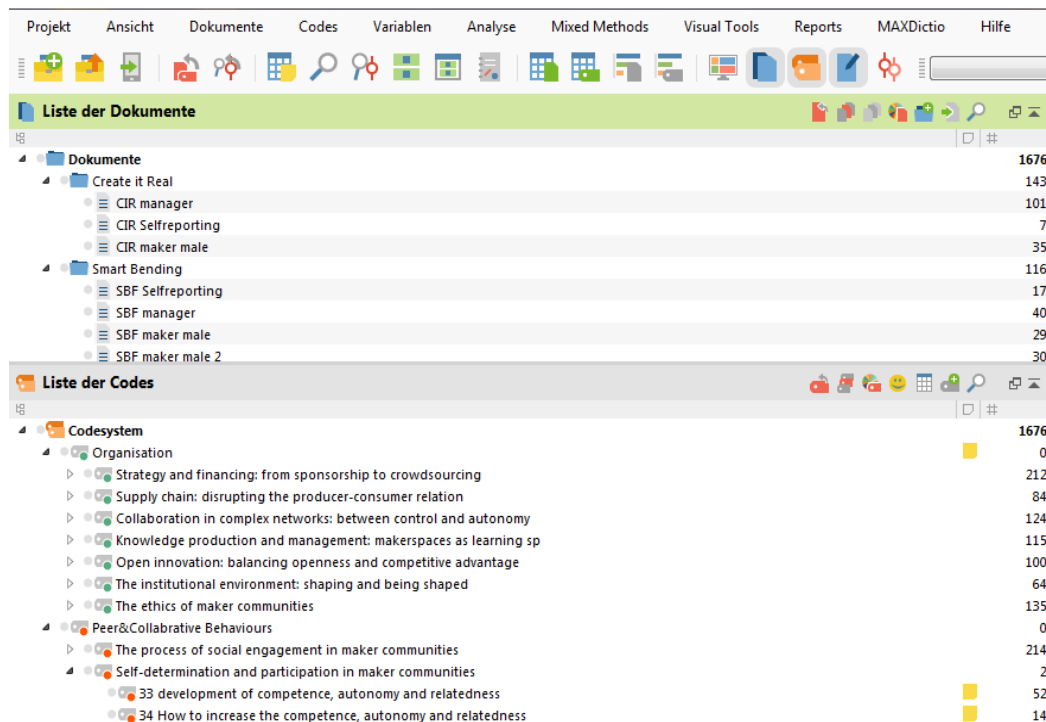 Projekt Ansicht Dokumente Codes Variablen Analyse Mixed Methods Visual Tools Reports MAXDictio Hilfe
Liste der Dokumente
#
Dokumente 1676
Create it Real 143
CIR manager 101
CIR Selfreporting 7
CIR maker male 35
Smart Bending 116
SBF Selfreporting 17
SBF manager 40
SBF maker male 29
SBF maker male 2 30
Liste der Codes
#
Codesystem 1676
Organisation 0
Strategy and financing: from sponsorship to crowdsourcing 212
Supply chain: disrupting the producer-consumer relation 84
Collaboration in complex networks: between control and autonomy 124
Knowledge production and management: makerspaces as learning sp 115
Open innovation: balancing openness and competitive advantage 100
The institutional environment: shaping and being shaped 64
The ethics of maker communities 135
Peer&Collabrative Behaviours 0
The process of social engagement in maker communities 214
Self-determination and participation in maker communities 2
33 development of competence, autonomy and relatedness 52
34 How to increase the competence, autonomy and relatedness 14